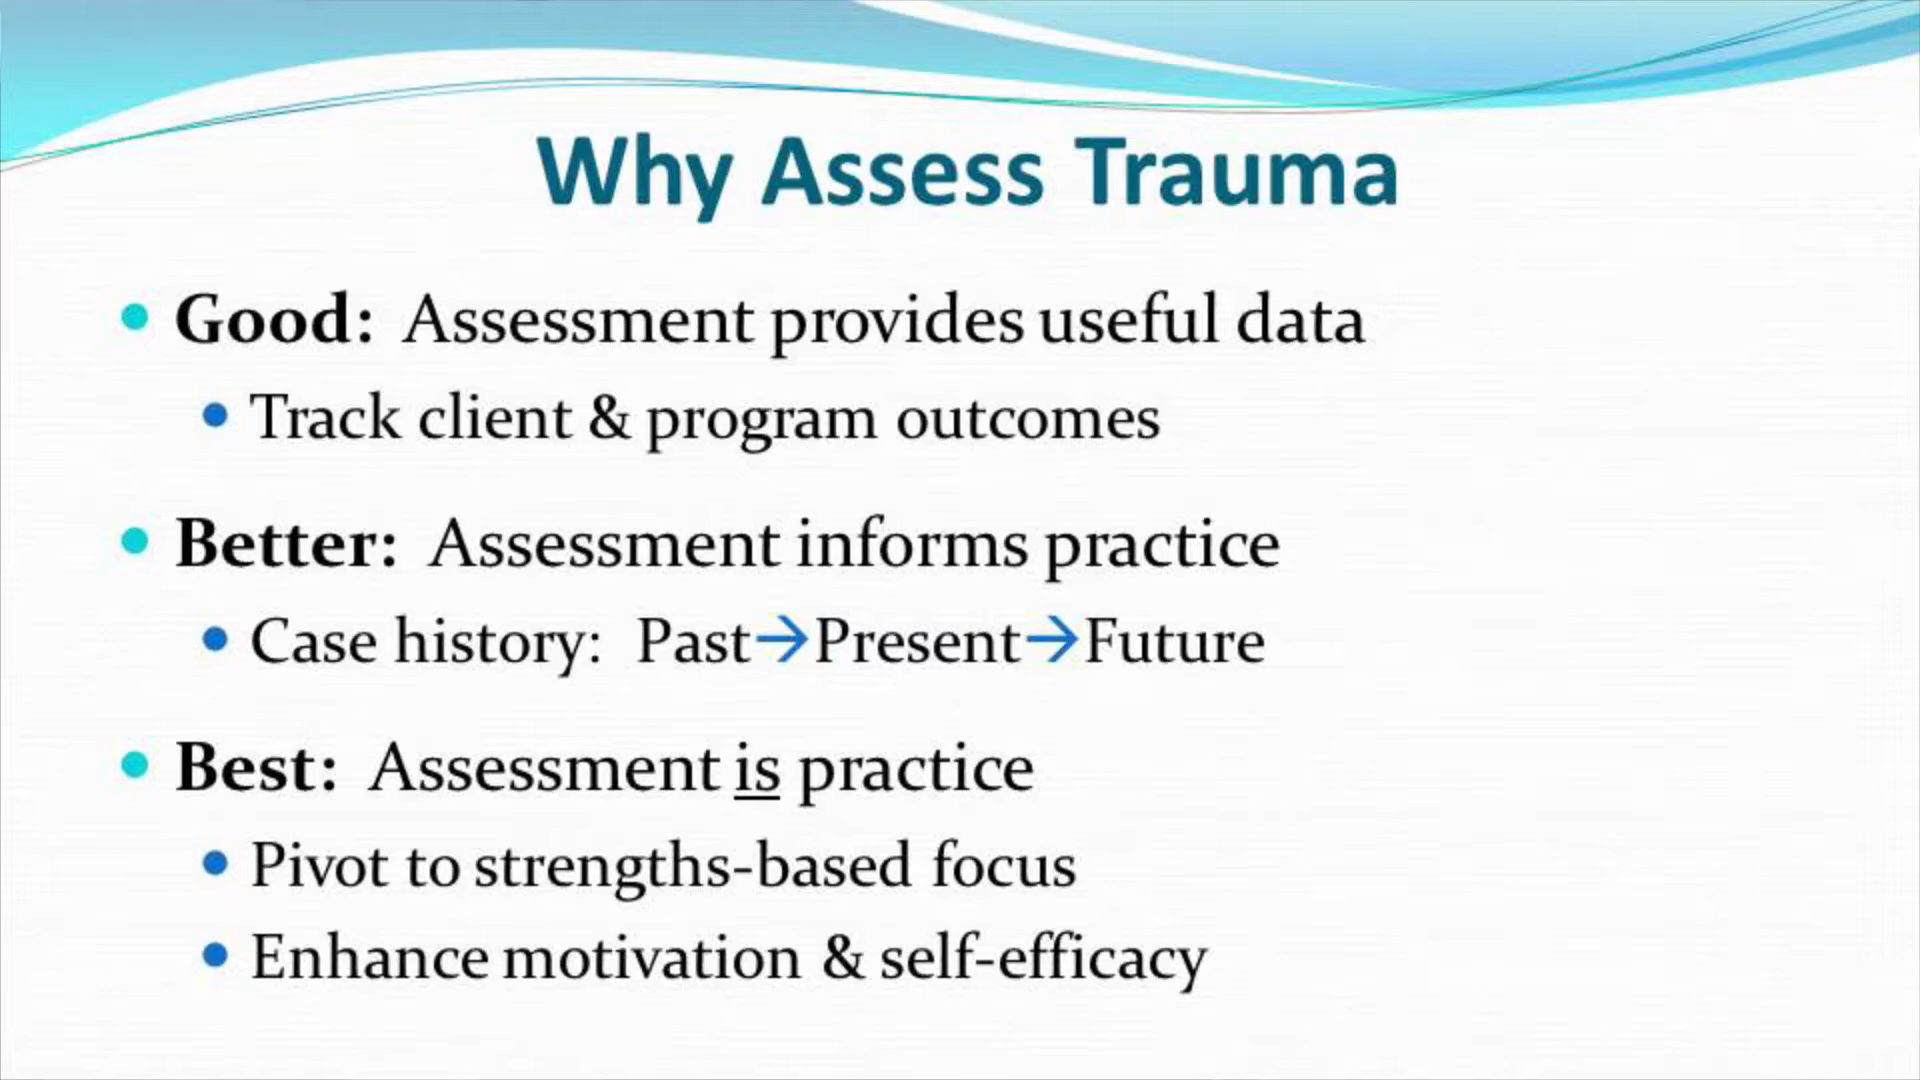 Why Assess Trauma
• Good: Assessment provides useful data
• Track client & program outcomes
• Better: Assessment informs practice
• Case history: Past→Present→Future
• Best: Assessment is practice
• Pivot to strengths-based focus
• Enhance motivation & self-efficacy